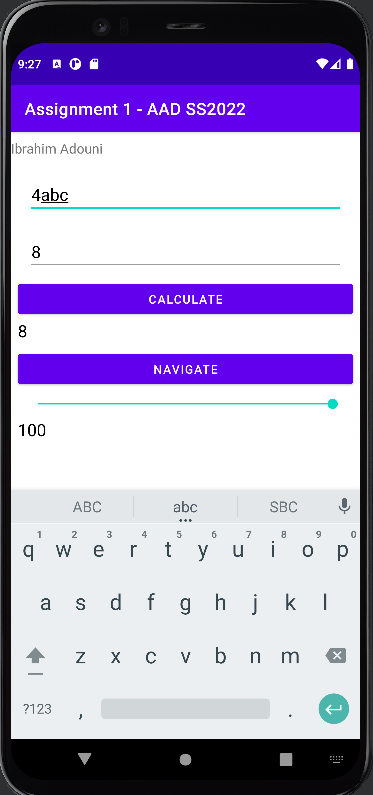 9:27
Assignment 1 - AAD SS2022
Ibrahim Adouni
4abc
8
CALCULATE
8
NAVIGATE
100
ABC abc SBC
1 2 3 4 5 6 7 8 9 0
q w e r t y u i o p
a s d f g h j k l
z x c v b n m
?123 , .